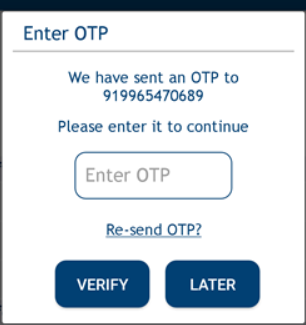 Enter OTP
We have sent an OTP to
919965470689
Please enter it to continue
Enter OTP
Re-send OTP?
VERIFY LATER